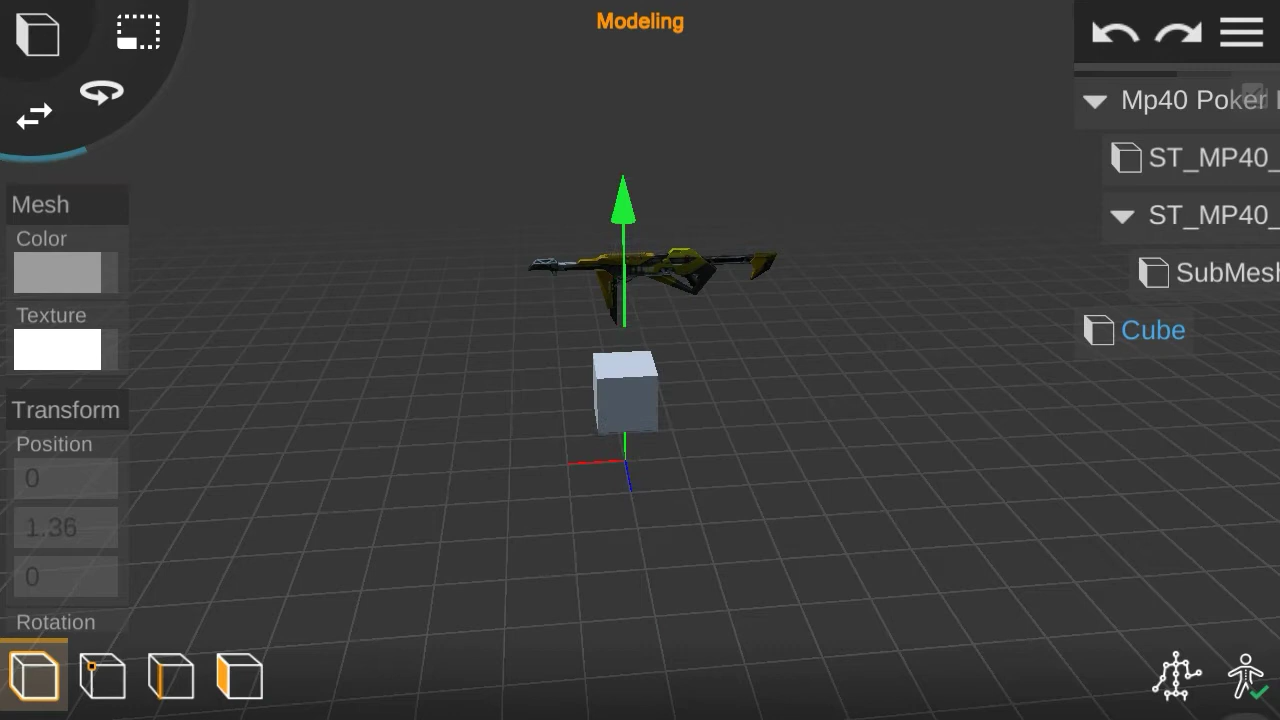 Modeling
Mp40 Poker
ST_MP40_
ST_MP40_
SubMesh
Cube
Mesh
Color
Texture
Transform
Position
0
1.36
0
Rotation